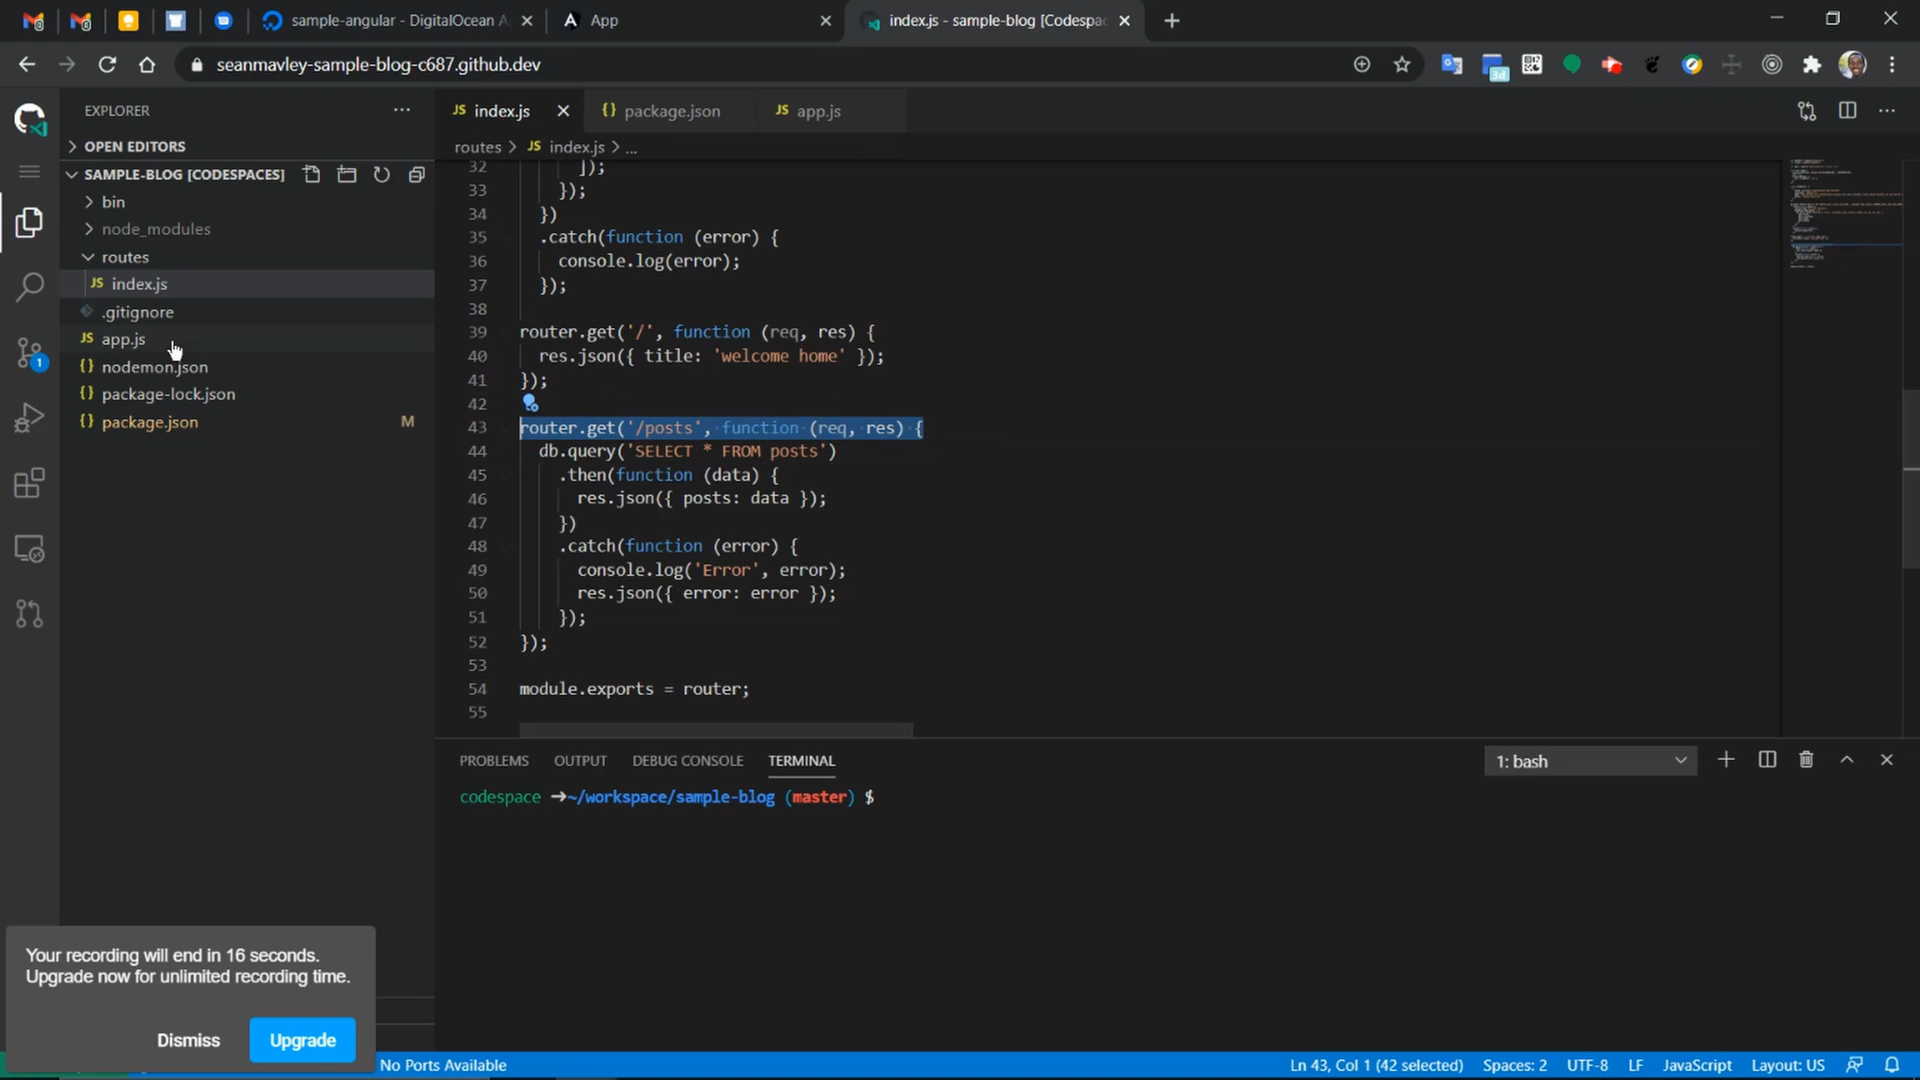 sample-angular - DigitalOcean A
App
index.js - sample-blog [Codespac
seanmavley-sample-blog-c687.github.dev
3d
EXPLORER
OPEN EDITORS
SAMPLE-BLOG [CODESPACES]
bin
node_modules
routes
JS index.js
.gitignore
JS app.js
{} nodemon.json
{} package-lock.json
{} package.json M
1
JS index.js
{} package.json
JS app.js
routes > JS index.js > ...
32 ]);
33 });
34 })
35 .catch(function (error) {
36 console.log(error);
37 });
38
39 router.get('/', function (req, res) {
40 res.json({ title: 'welcome home' });
41 });
42
43 router.get('/posts', function (req, res) {
44 db.query('SELECT * FROM posts')
45 .then(function (data) {
46 res.json({ posts: data });
47 })
48 .catch(function (error) {
49 console.log('Error', error);
50 res.json({ error: error });
51 });
52 });
53
54 module.exports = router;
55
PROBLEMS OUTPUT DEBUG CONSOLE TERMINAL
1: bash
codespace ➜~/workspace/sample-blog (master) $
Your recording will end in 16 seconds.
Upgrade now for unlimited recording time.
Dismiss
Upgrade
No Ports Available
Ln 43, Col 1 (42 selected) Spaces: 2 UTF-8 LF JavaScript Layout: US